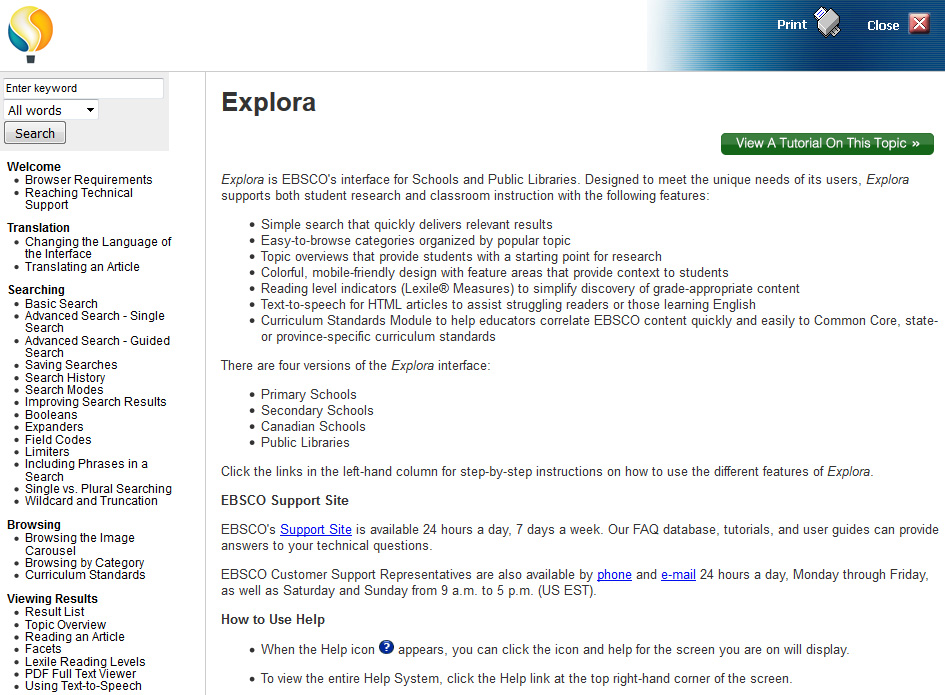 Print
Close
Enter keyword
All words
Search
Welcome
• Browser Requirements
• Reaching Technical
Support
Translation
• Changing the Language of
the Interface
• Translating an Article
Searching
• Basic Search
• Advanced Search - Single
Search
• Advanced Search - Guided
Search
• Saving Searches
• Search History
• Search Modes
• Improving Search Results
• Booleans
• Expanders
• Field Codes
• Limiters
• Including Phrases in a
Search
• Single vs. Plural Searching
• Wildcard and Truncation
Browsing
• Browsing the Image
Carousel
• Browsing by Category
• Curriculum Standards
Viewing Results
• Result List
• Topic Overview
• Reading an Article
• Facets
• Lexile Reading Levels
• PDF Full Text Viewer
• Using Text-to-Speech
Explora
View A Tutorial On This Topic »
Explora is EBSCO's interface for Schools and Public Libraries. Designed to meet the unique needs of its users, Explora
supports both student research and classroom instruction with the following features:
• Simple search that quickly delivers relevant results
• Easy-to-browse categories organized by popular topic
• Topic overviews that provide students with a starting point for research
• Colorful, mobile-friendly design with feature areas that provide context to students
• Reading level indicators (Lexile® Measures) to simplify discovery of grade-appropriate content
• Text-to-speech for HTML articles to assist struggling readers or those learning English
• Curriculum Standards Module to help educators correlate EBSCO content quickly and easily to Common Core, state-
or province-specific curriculum standards
There are four versions of the Explora interface:
• Primary Schools
• Secondary Schools
• Canadian Schools
• Public Libraries
Click the links in the left-hand column for step-by-step instructions on how to use the different features of Explora.
EBSCO Support Site
EBSCO's Support Site is available 24 hours a day, 7 days a week. Our FAQ database, tutorials, and user guides can provide
answers to your technical questions.
EBSCO Customer Support Representatives are also available by phone and e-mail 24 hours a day, Monday through Friday,
as well as Saturday and Sunday from 9 a.m. to 5 p.m. (US EST).
How to Use Help
• When the Help icon ? appears, you can click the icon and help for the screen you are on will display.
• To view the entire Help System, click the Help link at the top right-hand corner of the screen.